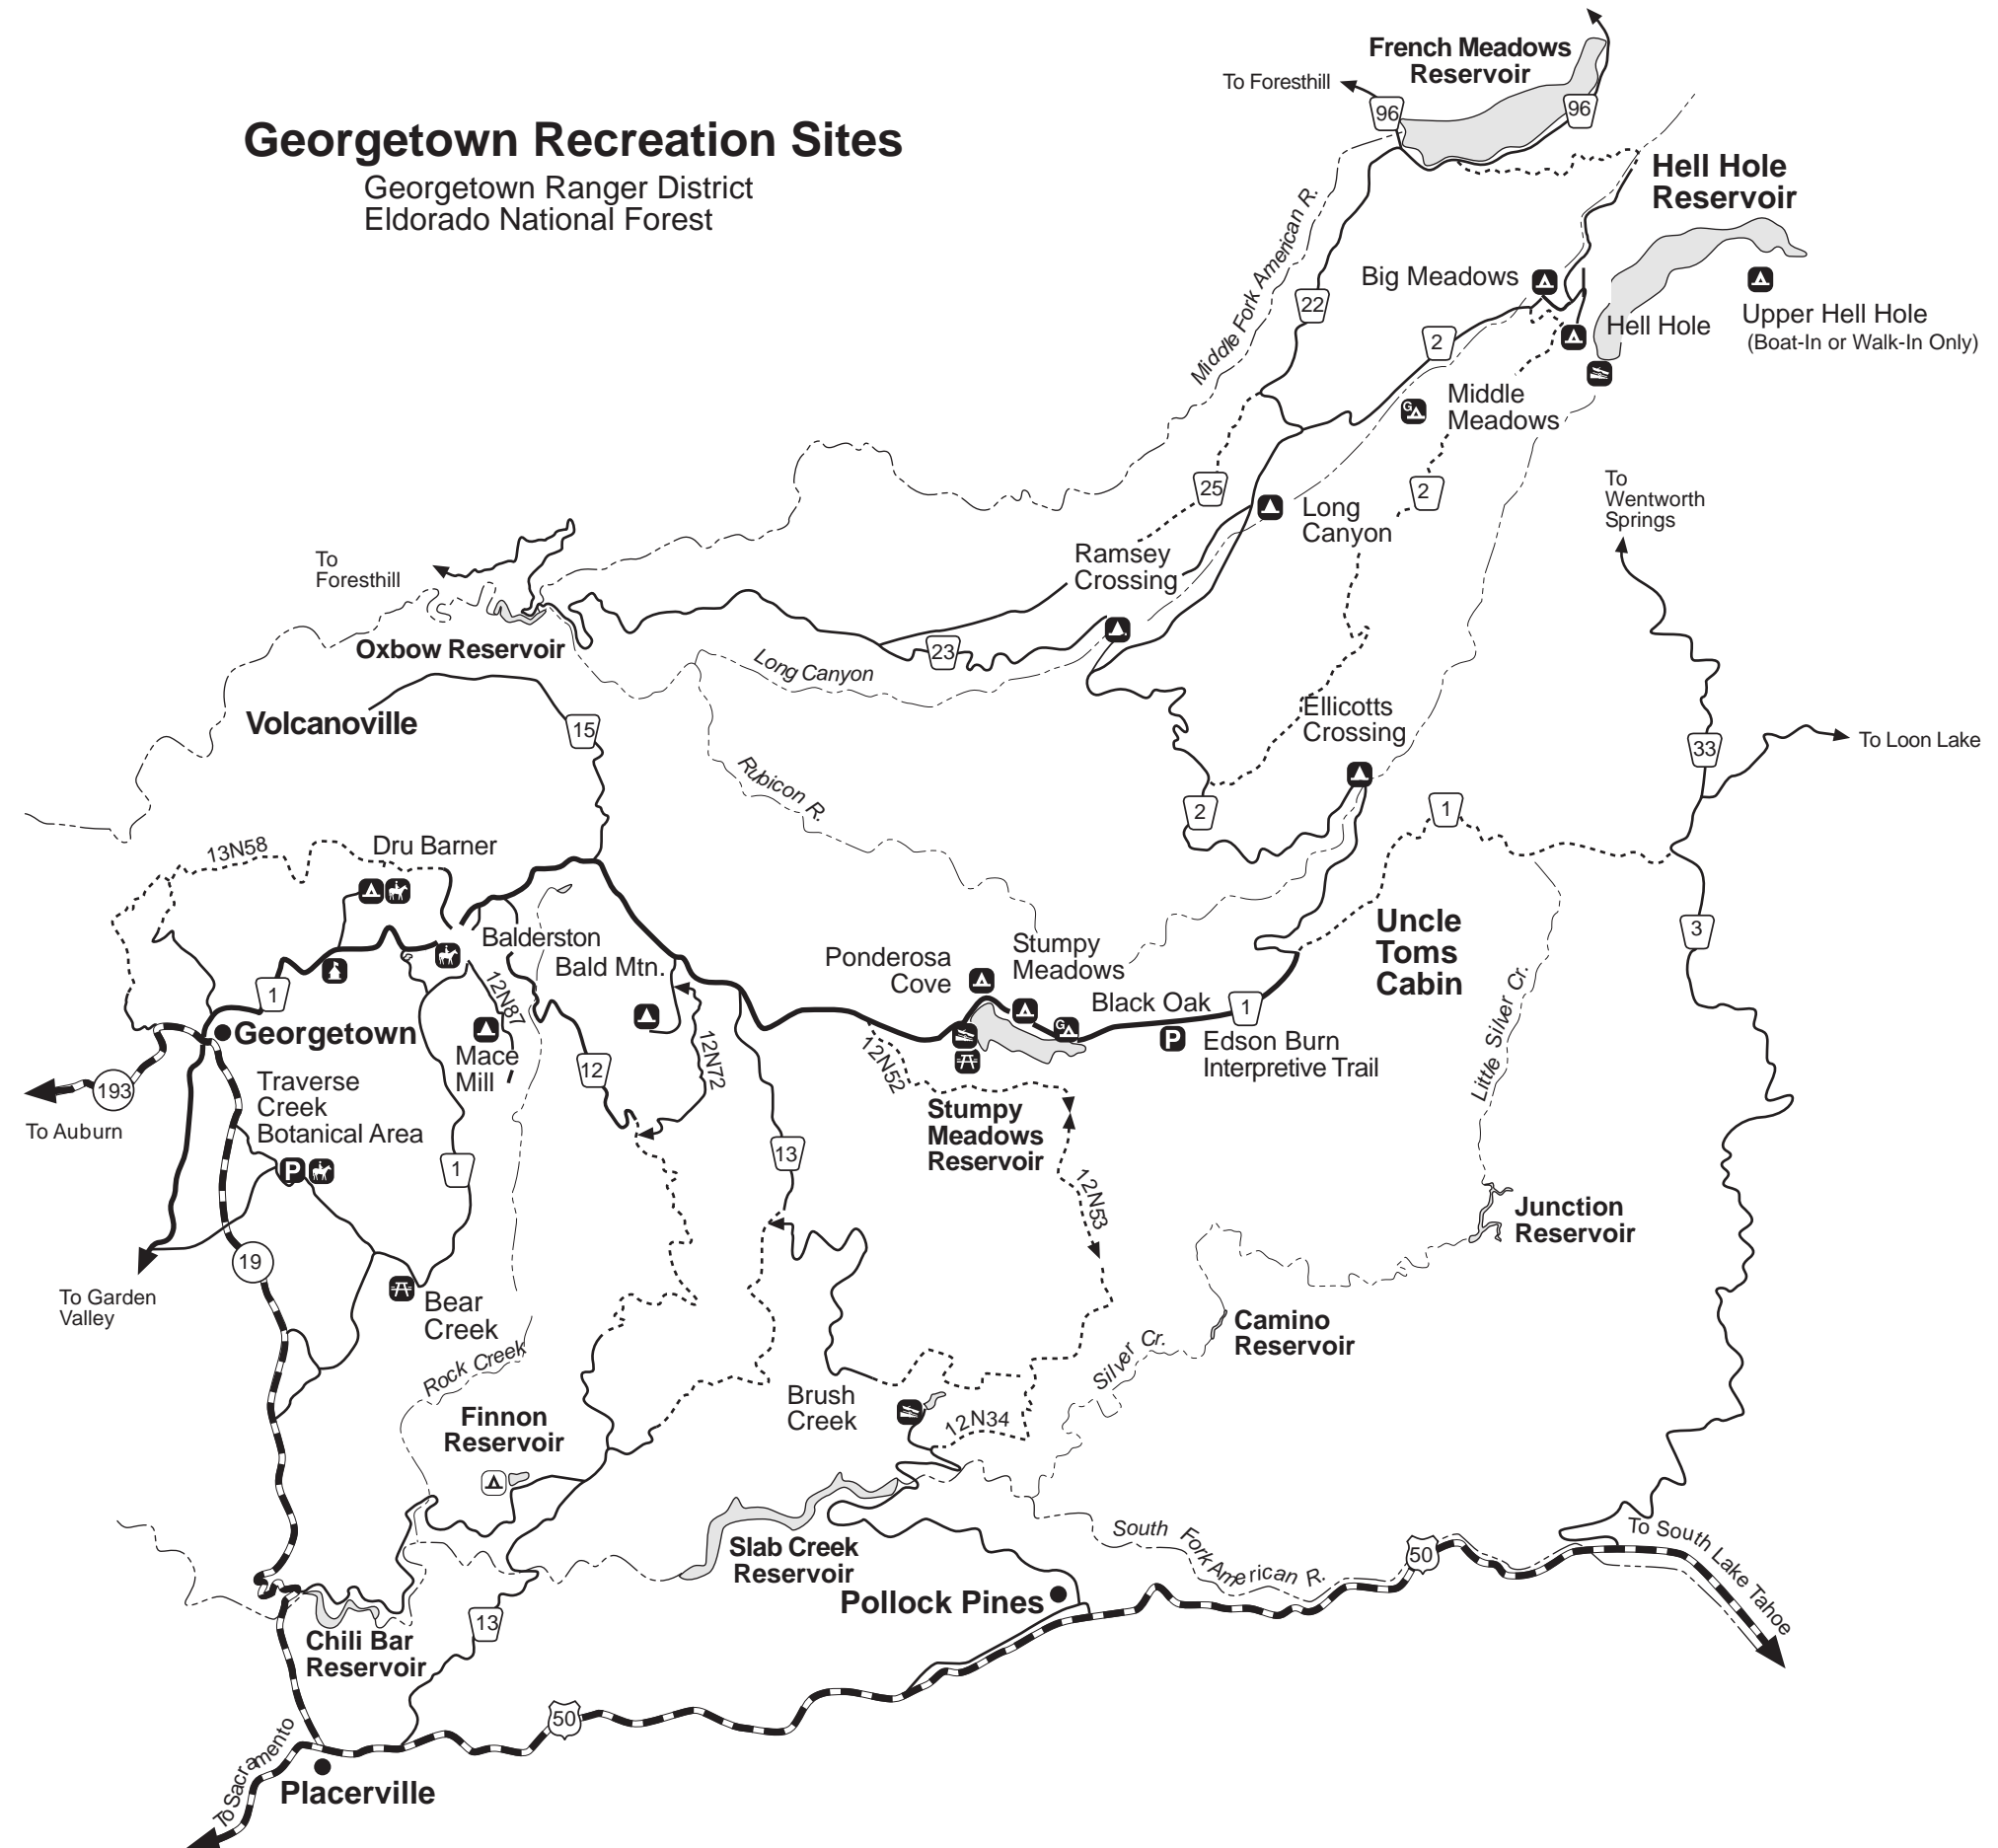 French Meadows
Reservoir
To Foresthill
96
96
Georgetown Recreation Sites
Georgetown Ranger District
Eldorado National Forest
Hell Hole
Reservoir
Middle Fork American R.
22
Big Meadows
Upper Hell Hole
(Boat-In or Walk-In Only)
Hell Hole
2
G
Middle
Meadows
25
2
To
Wentworth
Springs
Long
Canyon
Ramsey
Crossing
To
Foresthill
Oxbow Reservoir
23
Long Canyon
Volcanoville
15
Ellicotts
Crossing
33
To Loon Lake
Rubicon R.
2
1
13N58
Dru Barner
Uncle
Toms
Cabin
3
Balderston
Bald Mtn.
Ponderosa
Cove
Stumpy
Meadows
Black Oak
1
1
G
P
Edson Burn
Interpretive Trail
Georgetown
12N87
Mace
Mill
12
12N72
12N52
Little Silver Cr.
193
To Auburn
Traverse
Creek
Botanical Area
P
1
13
Stumpy
Meadows
Reservoir
12N53
Junction
Reservoir
19
To Garden
Valley
Bear
Creek
Camino
Reservoir
Silver Cr.
Rock Creek
Brush
Creek
12N34
Finnon
Reservoir
Slab Creek
Reservoir
South Fork American R.
50
To South Lake Tahoe
Pollock Pines
13
Chili Bar
Reservoir
50
To Sacramento
Placerville